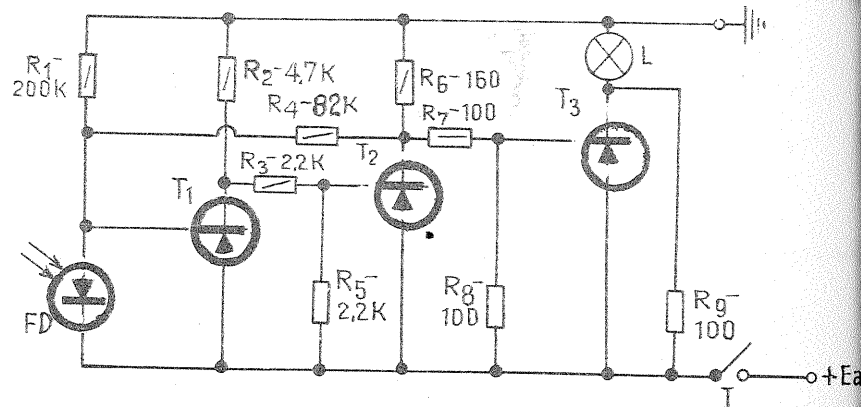 R1-
200K
R2-4,7K
R4-82K
R6-160
R7-100
L
T3
R3-2,2K
T2
T1
R5-
2,2K
R8-
100
R9-
100
FD
T
+Ea